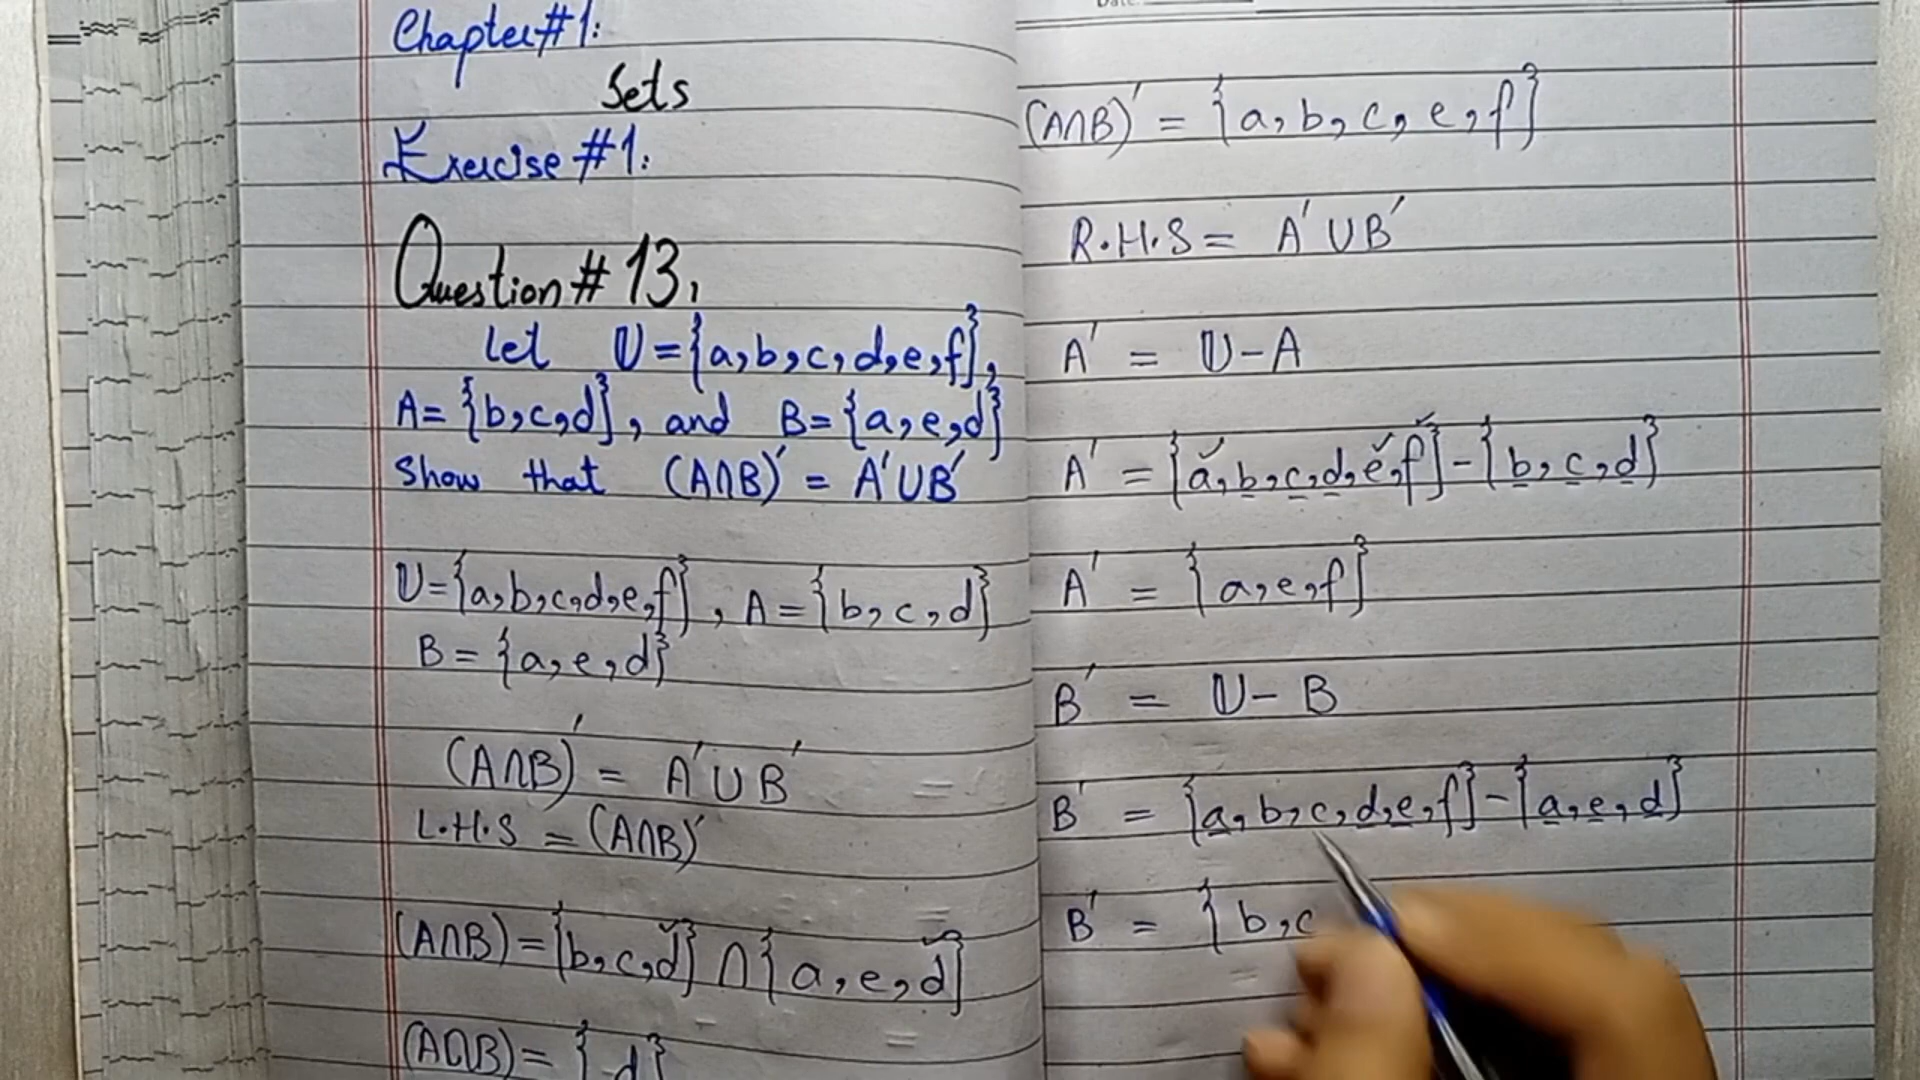 Chapter#1:
Sets
Exercise #1:
Question# 13,
Let U={a,b,c,d,e,f},
A={b,c,d}, and B={a,e,d}
Show that (A∩B)' = A'UB'
U={a,b,c,d,e,f}, A={b,c,d}
B={a,e,d}
(A∩B)' = A'UB'
L.H.S = (A∩B)'
(A∩B)={b,c,d} ∩ {a,e,d}
(A∩B)= {d}
(A∩B)' = {a,b,c,e,f}
R.H.S = A'UB'
A' = U-A
A' = {a,b,c,d,e,f}-{b,c,d}
A' = {a,e,f}
B' = U-B
B' = {a,b,c,d,e,f}-{a,e,d}
B' = {b,c